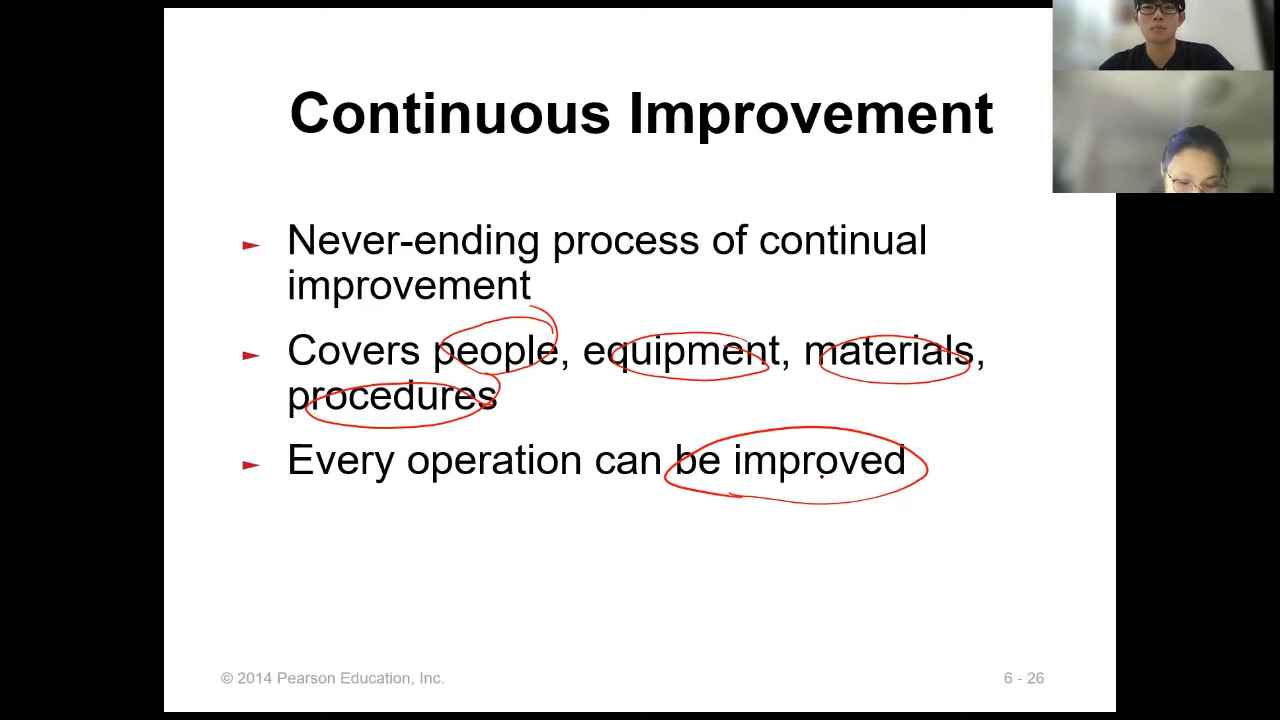 Continuous Improvement
► Never-ending process of continual
improvement
► Covers people, equipment, materials,
procedures
► Every operation can be improved
© 2014 Pearson Education, Inc.
6 - 26